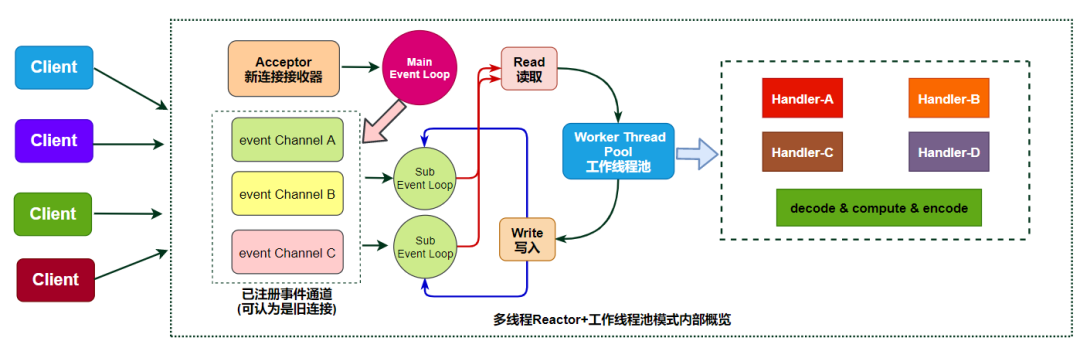 Client
Client
Client
Client
Acceptor
新连接接收器
Main
Event Loop
event Channel A
event Channel B
event Channel C
已注册事件通道
(可认为是旧连接)
Sub
Event Loop
Sub
Event Loop
Read
读取
Worker Thread
Pool
工作线程池
Write
写入
Handler-A
Handler-B
Handler-C
Handler-D
decode & compute & encode
多线程Reactor+工作线程池模式内部概览